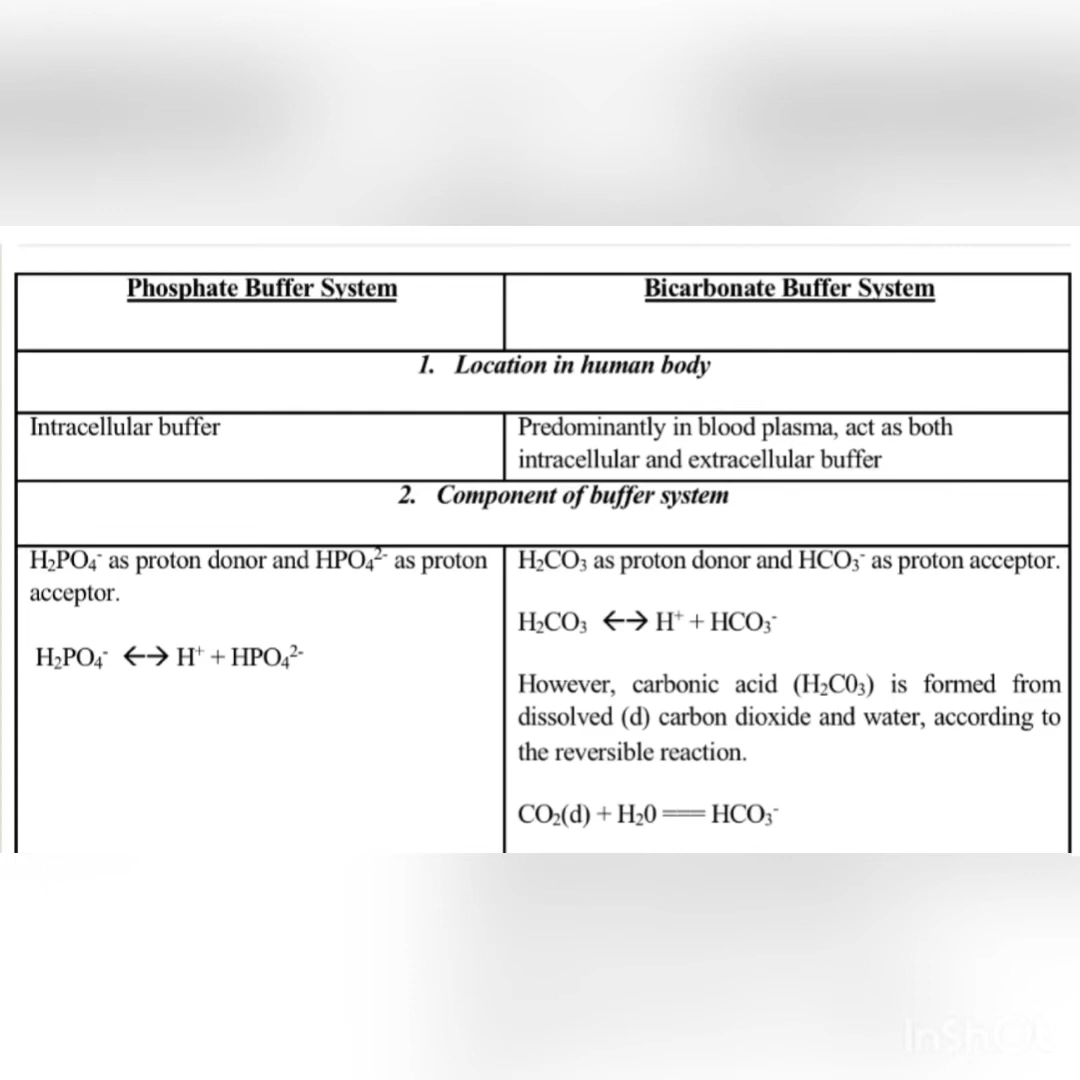 Phosphate Buffer System
Bicarbonate Buffer System
1. Location in human body
Intracellular buffer
Predominantly in blood plasma, act as both
intracellular and extracellular buffer
2. Component of buffer system
H₂PO₄⁻ as proton donor and HPO₄²⁻ as proton
acceptor.
H₂PO₄⁻ ↔ H⁺ + HPO₄²⁻
H₂CO₃ as proton donor and HCO₃⁻ as proton acceptor.
H₂CO₃ ↔ H⁺ + HCO₃⁻
However, carbonic acid (H₂C0₃) is formed from
dissolved (d) carbon dioxide and water, according to
the reversible reaction.
CO₂(d) + H₂0 ══ HCO₃⁻
InShOt